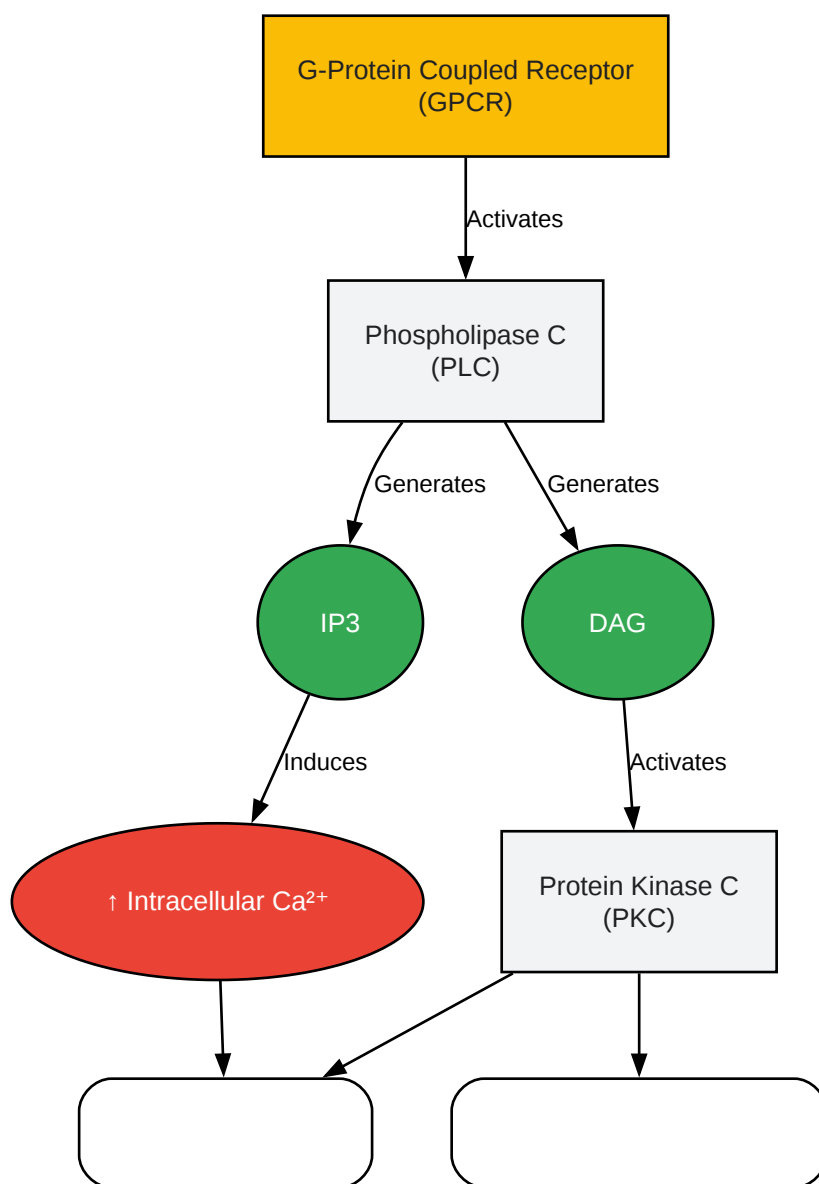 G-Protein Coupled Receptor
(GPCR)
Activates
Phospholipase C
(PLC)
Generates
Generates
IP3
DAG
Induces
Activates
↑ Intracellular Ca²⁺
Protein Kinase C
(PKC)